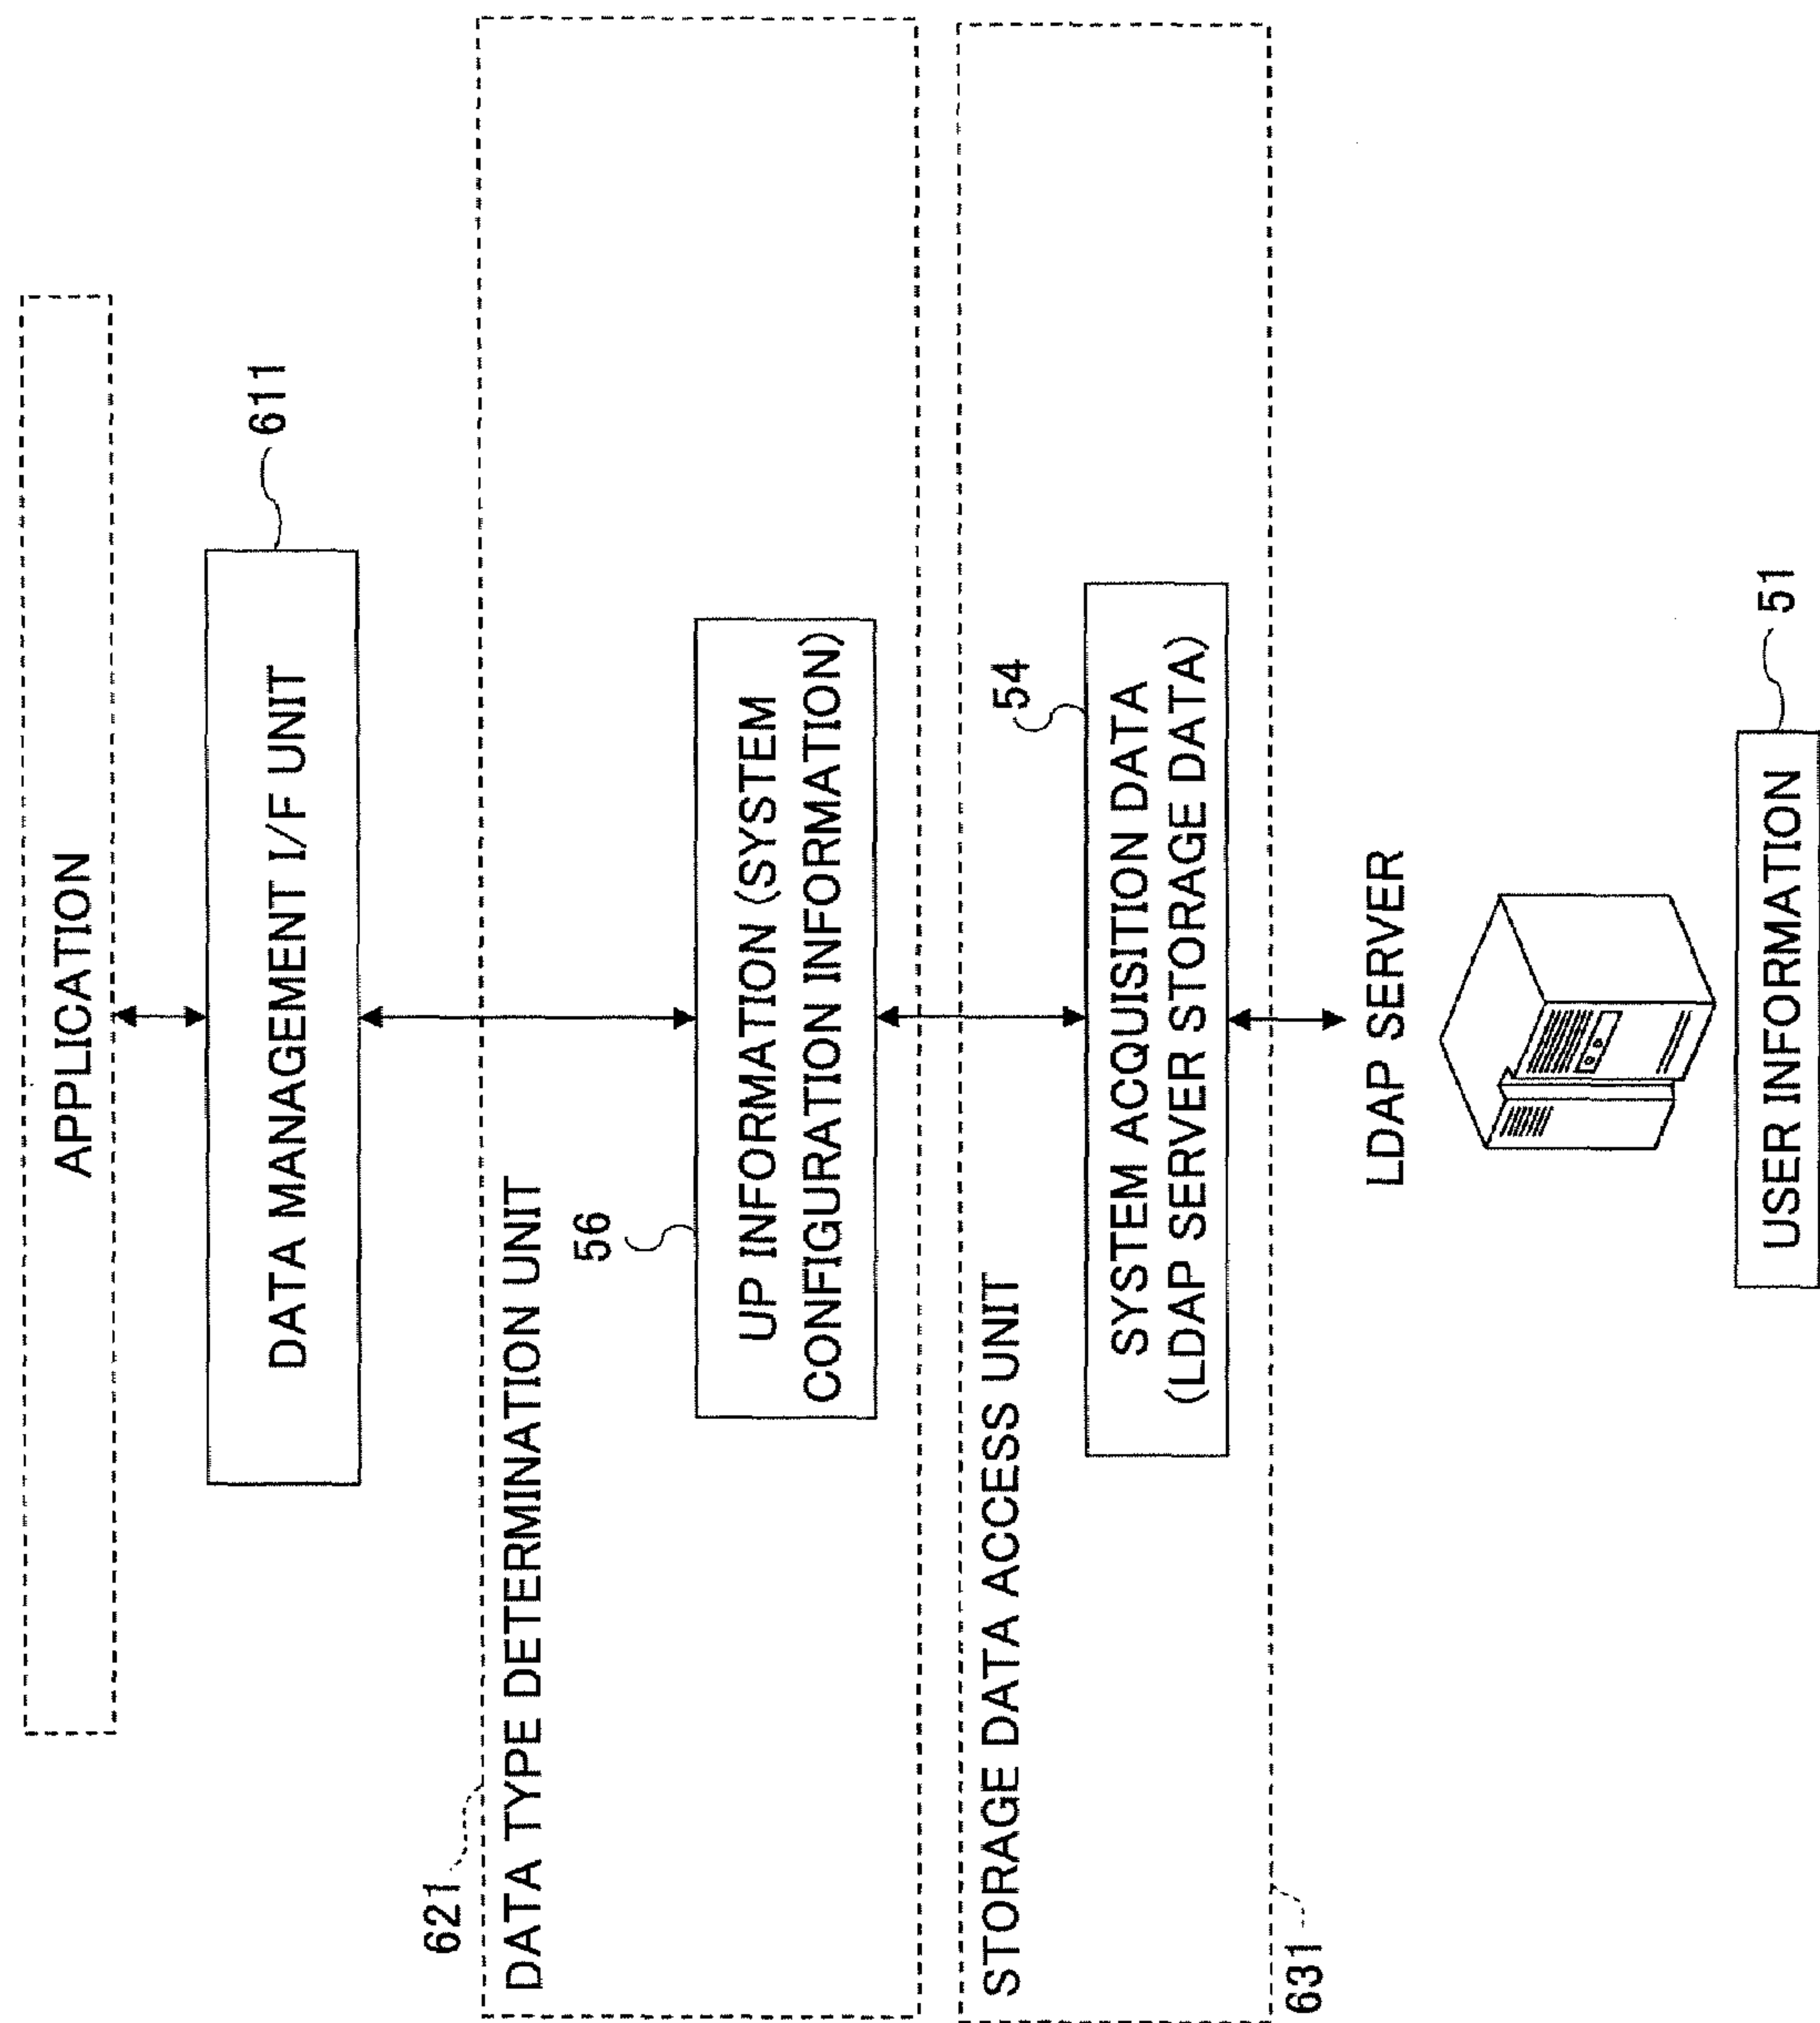 APPLICATION
DATA MANAGEMENT I/F UNIT
611
621
DATA TYPE DETERMINATION UNIT
56
UP INFORMATION (SYSTEM
CONFIGURATION INFORMATION)
STORAGE DATA ACCESS UNIT
54
SYSTEM ACQUISITION DATA
(LDAP SERVER STORAGE DATA)
631
LDAP SERVER
51
USER INFORMATION